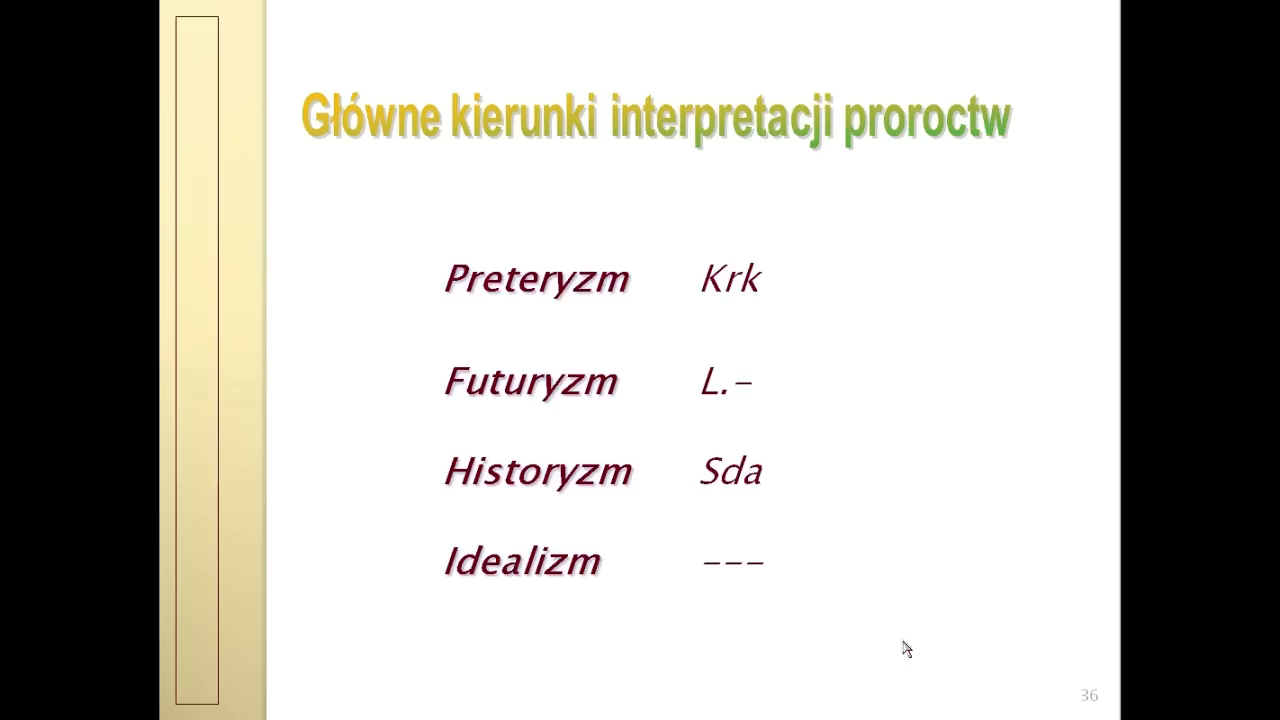 Główne kierunki interpretacji proroctw
Preteryzm Krk
Futuryzm L.-
Historyzm Sda
Idealizm ---
36